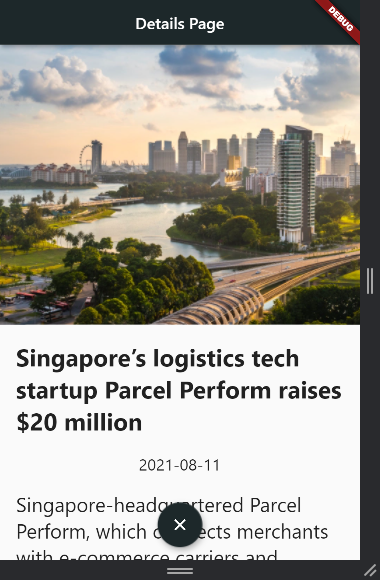 Details Page
DEBUG
Singapore’s logistics tech
startup Parcel Perform raises
$20 million
2021-08-11
Singapore-headquartered Parcel
Perform, which connects merchants
with e-commerce carriers and